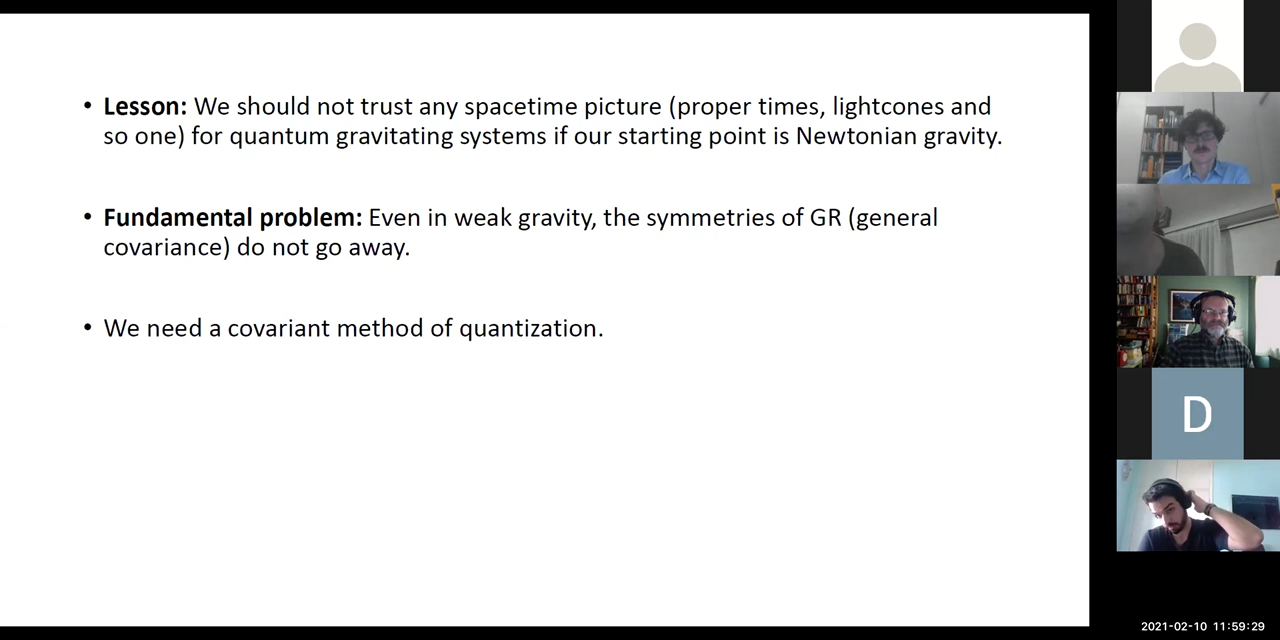 • Lesson: We should not trust any spacetime picture (proper times, lightcones and
so one) for quantum gravitating systems if our starting point is Newtonian gravity.
• Fundamental problem: Even in weak gravity, the symmetries of GR (general
covariance) do not go away.
• We need a covariant method of quantization.
D
2021-02-10 11:59:29